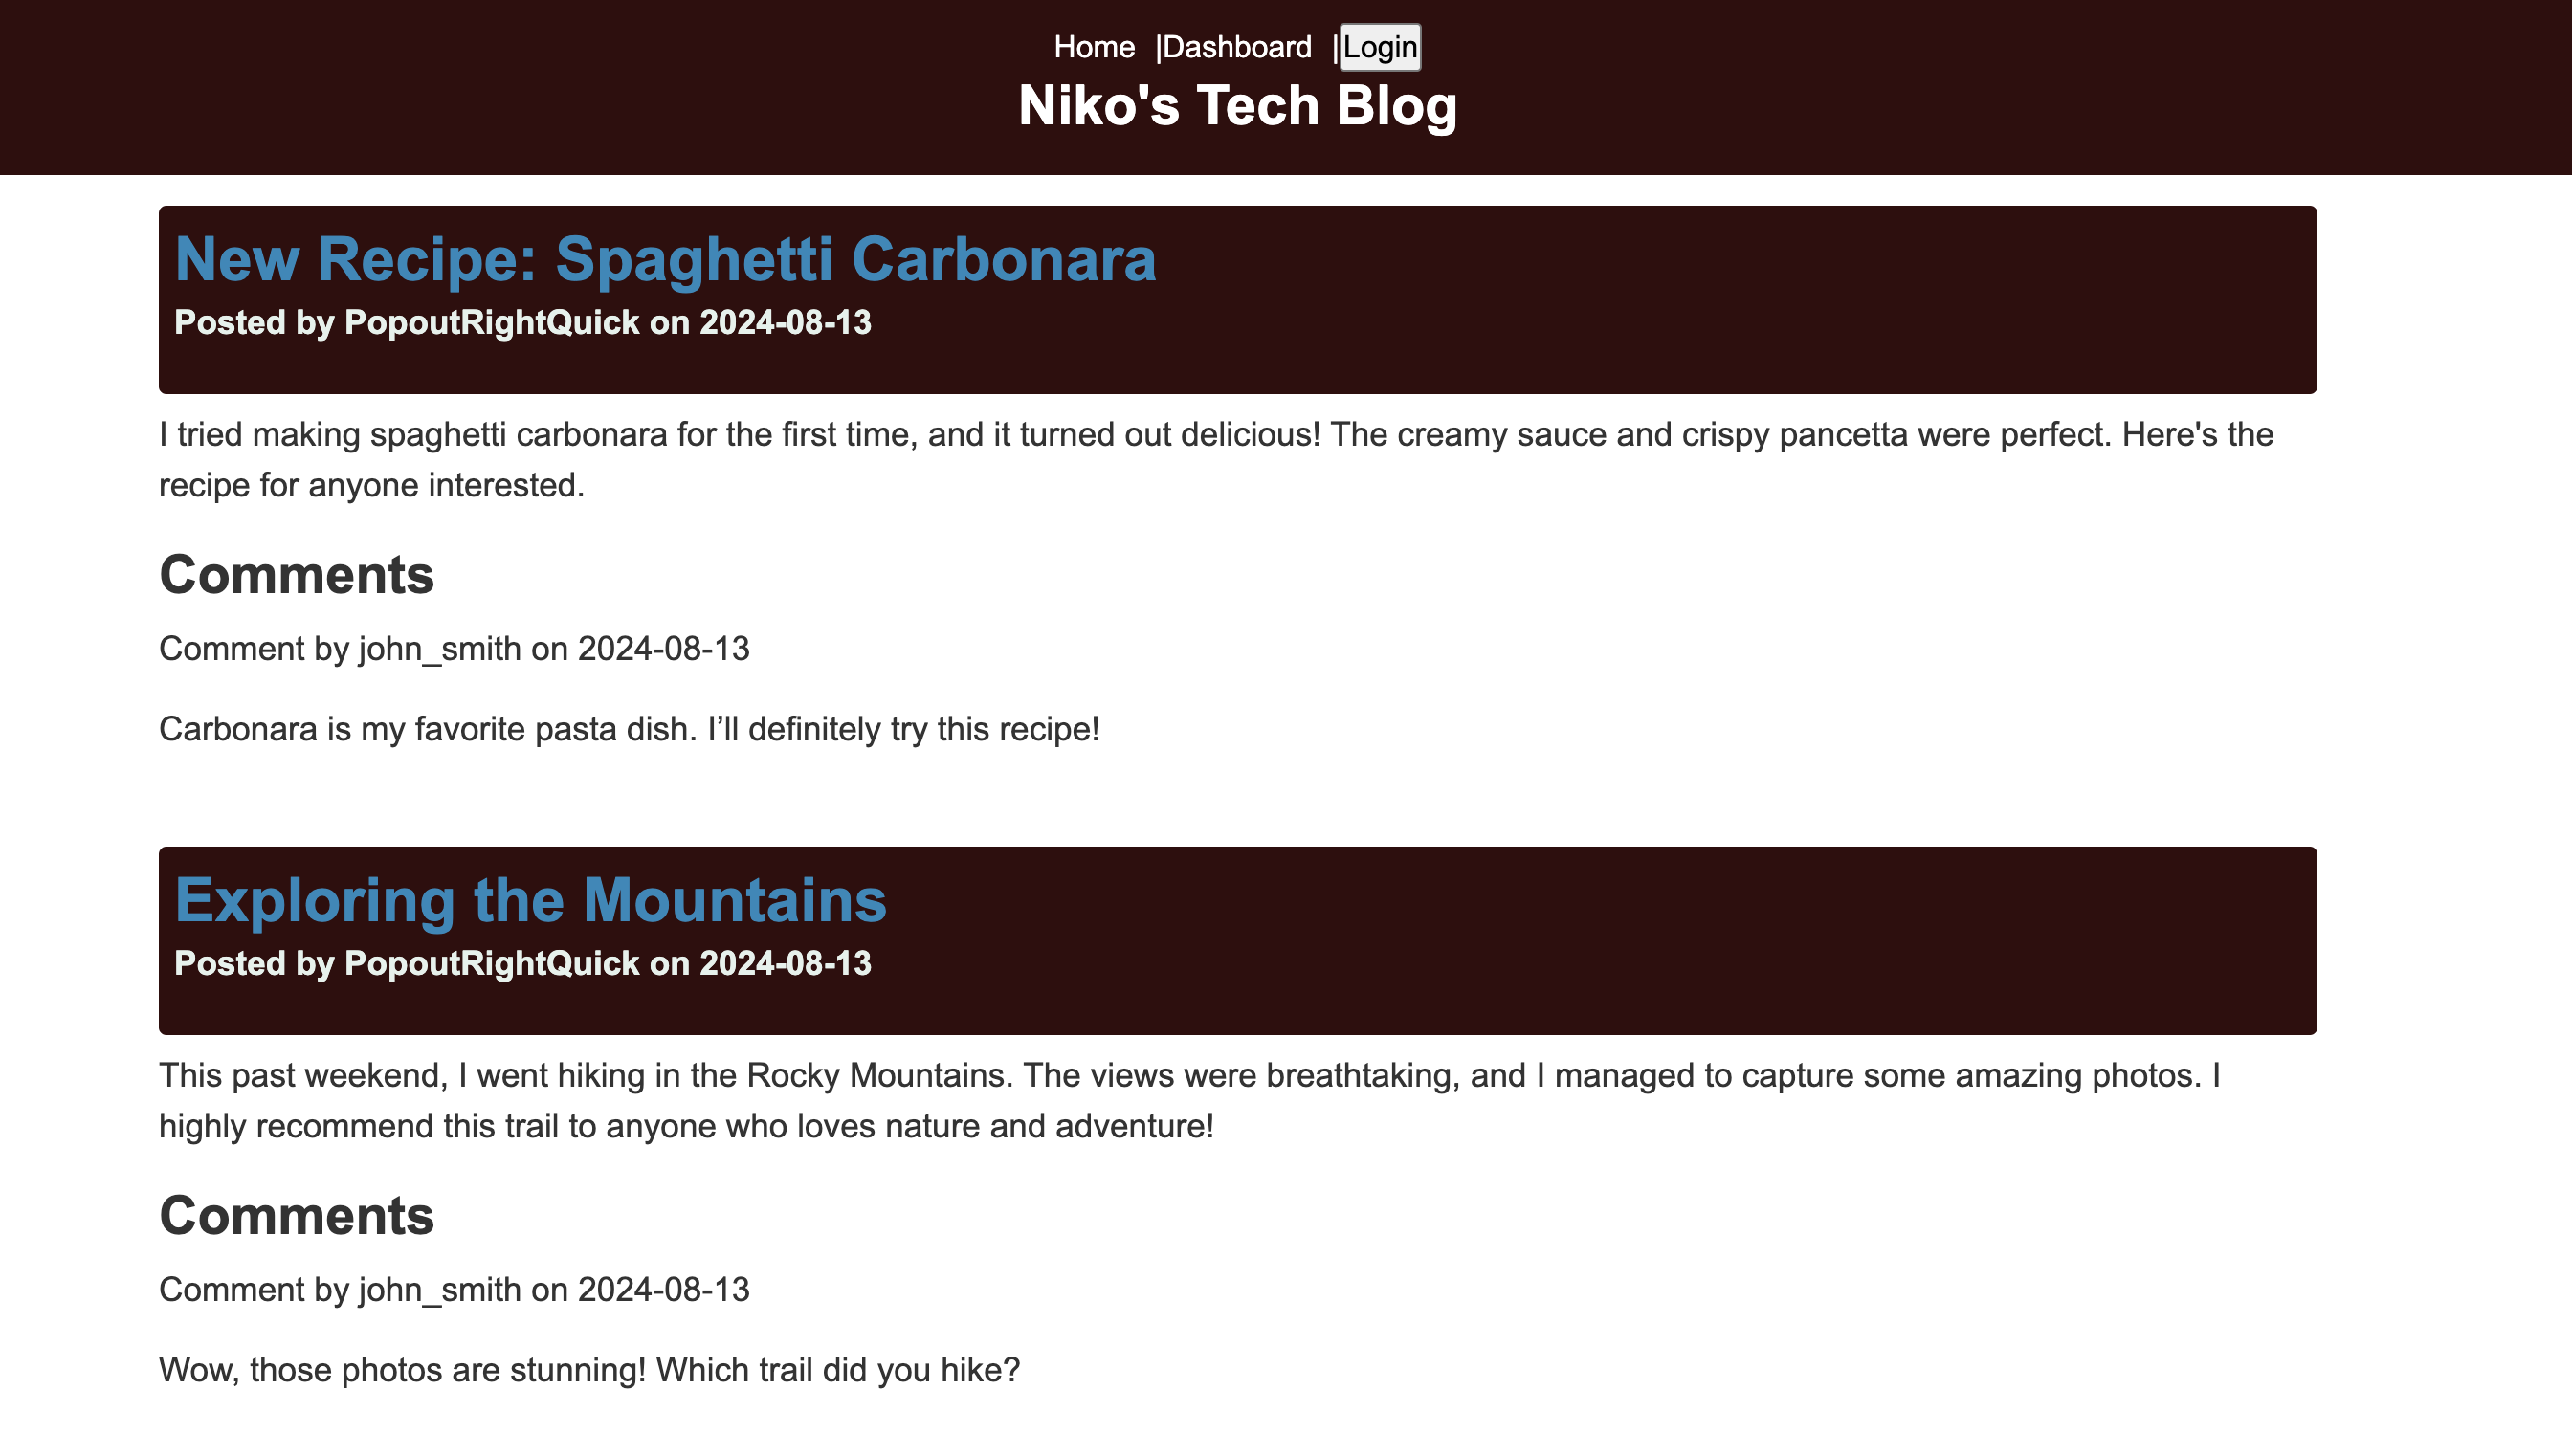 Home |Dashboard |Login
Niko's Tech Blog
New Recipe: Spaghetti Carbonara
Posted by PopoutRightQuick on 2024-08-13
I tried making spaghetti carbonara for the first time, and it turned out delicious! The creamy sauce and crispy pancetta were perfect. Here's the
recipe for anyone interested.
Comments
Comment by john_smith on 2024-08-13
Carbonara is my favorite pasta dish. I’ll definitely try this recipe!
Exploring the Mountains
Posted by PopoutRightQuick on 2024-08-13
This past weekend, I went hiking in the Rocky Mountains. The views were breathtaking, and I managed to capture some amazing photos. I
highly recommend this trail to anyone who loves nature and adventure!
Comments
Comment by john_smith on 2024-08-13
Wow, those photos are stunning! Which trail did you hike?